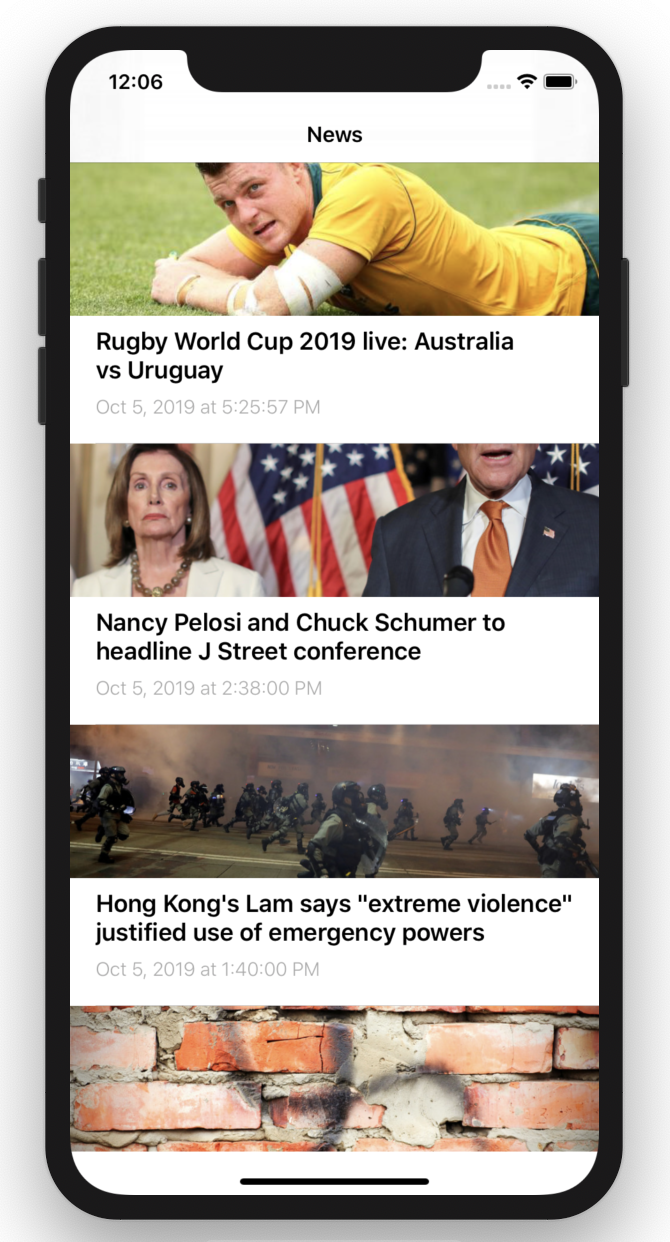 12:06
News
Rugby World Cup 2019 live: Australia
vs Uruguay
Oct 5, 2019 at 5:25:57 PM
Nancy Pelosi and Chuck Schumer to
headline J Street conference
Oct 5, 2019 at 2:38:00 PM
Hong Kong's Lam says "extreme violence"
justified use of emergency powers
Oct 5, 2019 at 1:40:00 PM